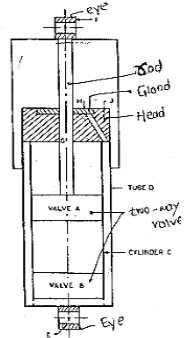 eye
rod
Gland
Head
TUBE D
VALVE A
two-way
valve
CYLINDER C
VALVE B
Eye